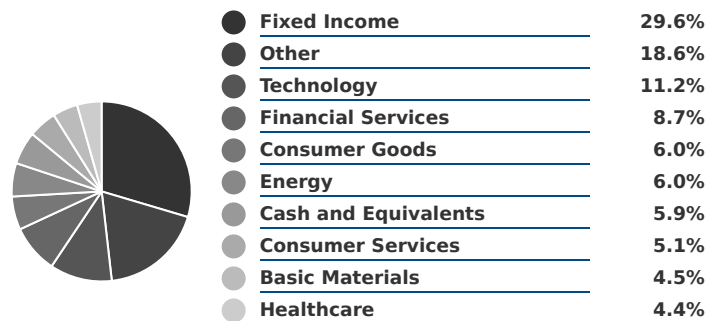 Fixed Income 29.6%
Other 18.6%
Technology 11.2%
Financial Services 8.7%
Consumer Goods 6.0%
Energy 6.0%
Cash and Equivalents 5.9%
Consumer Services 5.1%
Basic Materials 4.5%
Healthcare 4.4%